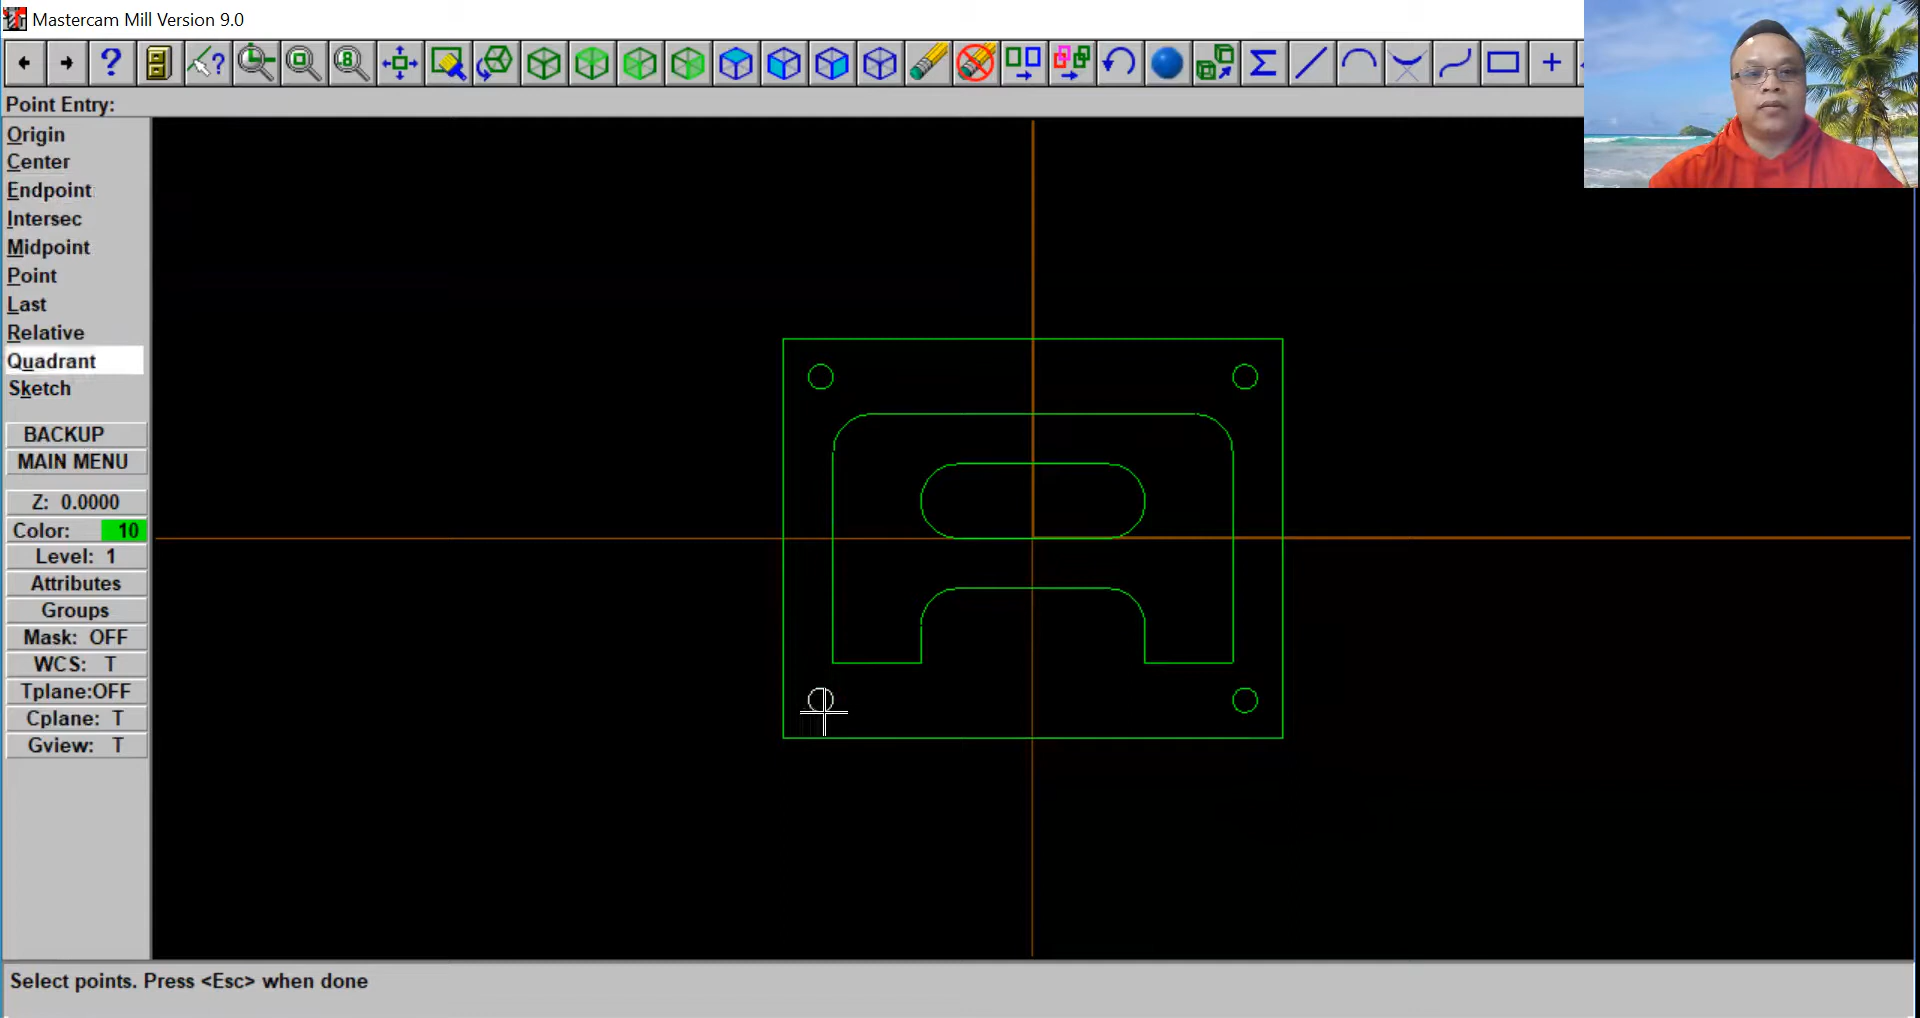 Mastercam Mill Version 9.0
Point Entry:
Origin
Center
Endpoint
Intersec
Midpoint
Point
Last
Relative
Quadrant
Sketch
BACKUP
MAIN MENU
Z: 0.0000
Color: 10
Level: 1
Attributes
Groups
Mask: OFF
WCS: T
Tplane:OFF
Cplane: T
Gview: T
Select points. Press <Esc> when done